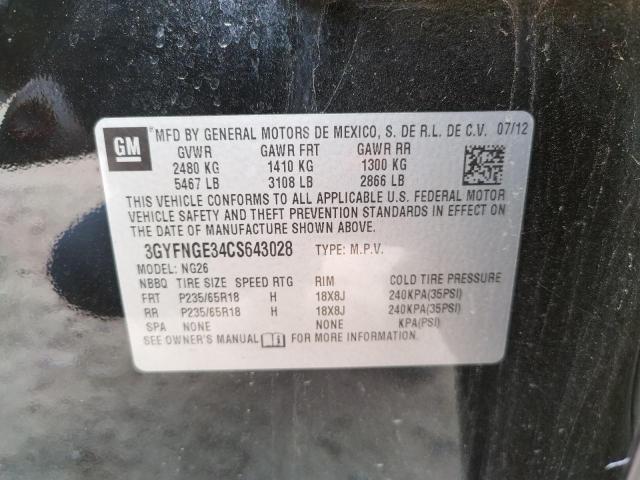 GM
® MFD BY GENERAL MOTORS DE MEXICO, S. DE R.L. DE C.V. 07/12
GVWR GAWR FRT GAWR RR
2480 KG 1410 KG 1300 KG
5467 LB 3108 LB 2866 LB
THIS VEHICLE CONFORMS TO ALL APPLICABLE U.S. FEDERAL MOTOR
VEHICLE SAFETY AND THEFT PREVENTION STANDARDS IN EFFECT ON
THE DATE OF MANUFACTURE SHOWN ABOVE.
3GYFNGE34CS643028 TYPE: M.P.V.
MODEL: NG26
NBBQ TIRE SIZE SPEED RTG RIM COLD TIRE PRESSURE
FRT P235/65R18 H 18X8J 240KPA(35PSI)
RR P235/65R18 H 18X8J 240KPA(35PSI)
SPA NONE NONE KPA(PSI)
SEE OWNER'S MANUAL FOR MORE INFORMATION.